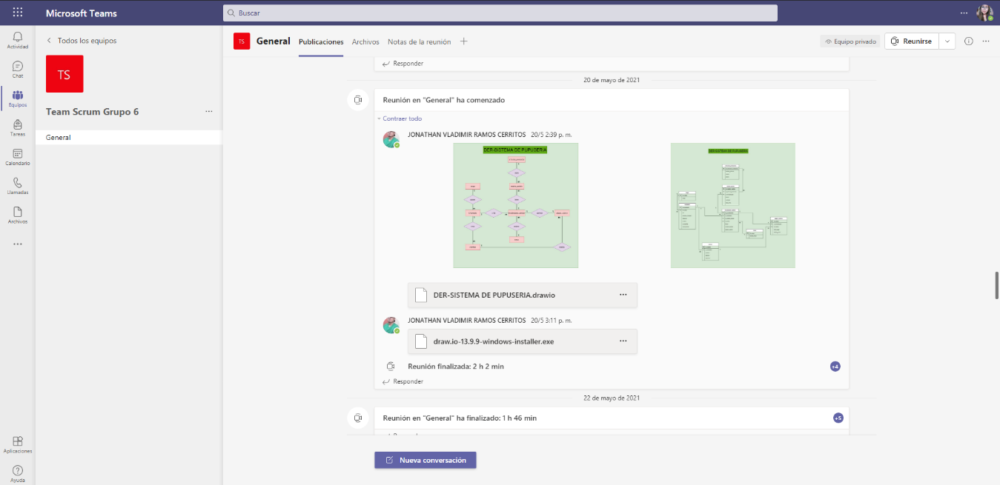 Microsoft Teams
Buscar
Actividad
Chat
Equipos
Tareas
Calendario
Llamadas
Archivos
Aplicaciones
Ayuda
Todos los equipos
TS
Team Scrum Grupo 6
General
TS
General
Publicaciones
Archivos
Notas de la reunión
Equipo privado
Reunirse
Responder
20 de mayo de 2021
Reunión en "General" ha comenzado
Contraer todo
JONATHAN VLADIMIR RAMOS CERRITOS 20/5 2:39 p. m.
DER-SISTEMA DE PUPUSERIA
DER-SISTEMA DE PUPUSERIA
DER-SISTEMA DE PUPUSERIA.drawio
JONATHAN VLADIMIR RAMOS CERRITOS 20/5 3:11 p. m.
draw.io-13.9.9-windows-installer.exe
Reunión finalizada: 2 h 2 min
+4
Responder
22 de mayo de 2021
Reunión en "General" ha finalizado: 1 h 46 min
+5
Nueva conversación